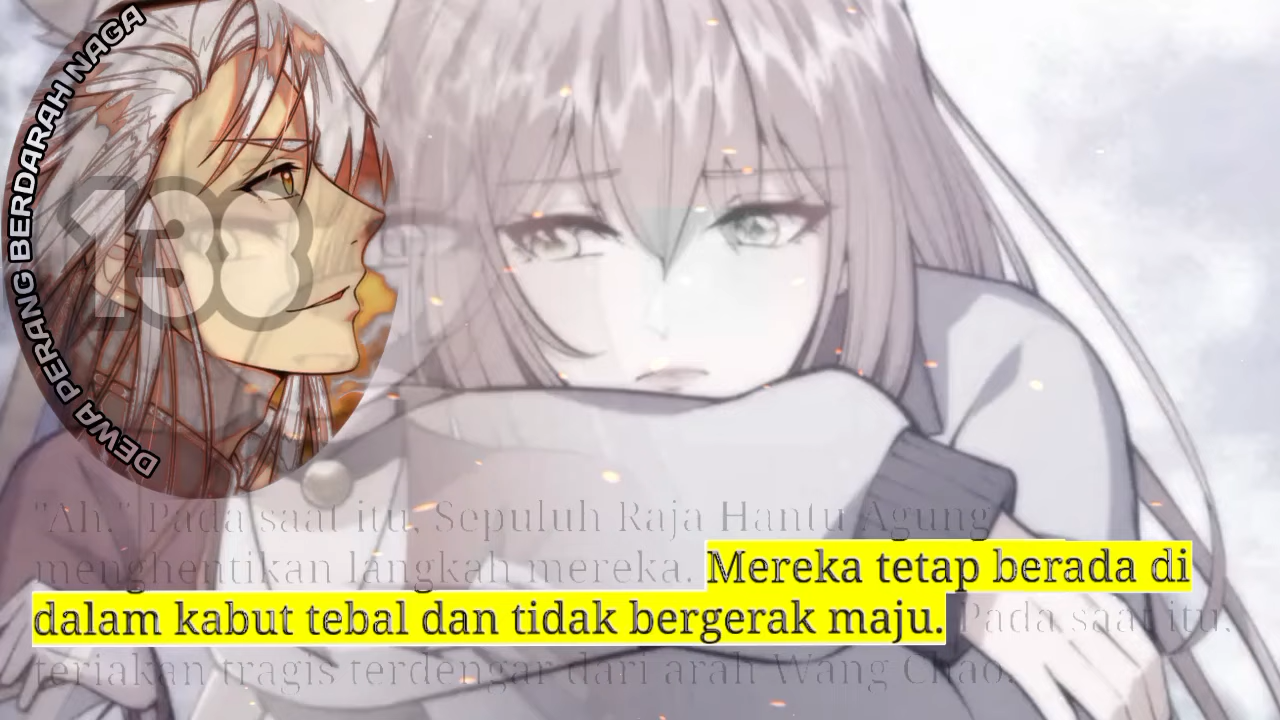 DEWA PERANG BERDARAH NAGA
138
"Ah." Pada saat itu, Sepuluh Raja Hantu Agung
menghentikan langkah mereka. Mereka tetap berada di
dalam kabut tebal dan tidak bergerak maju. Pada saat itu,
teriakan tragis terdengar dari arah Wang Chao.